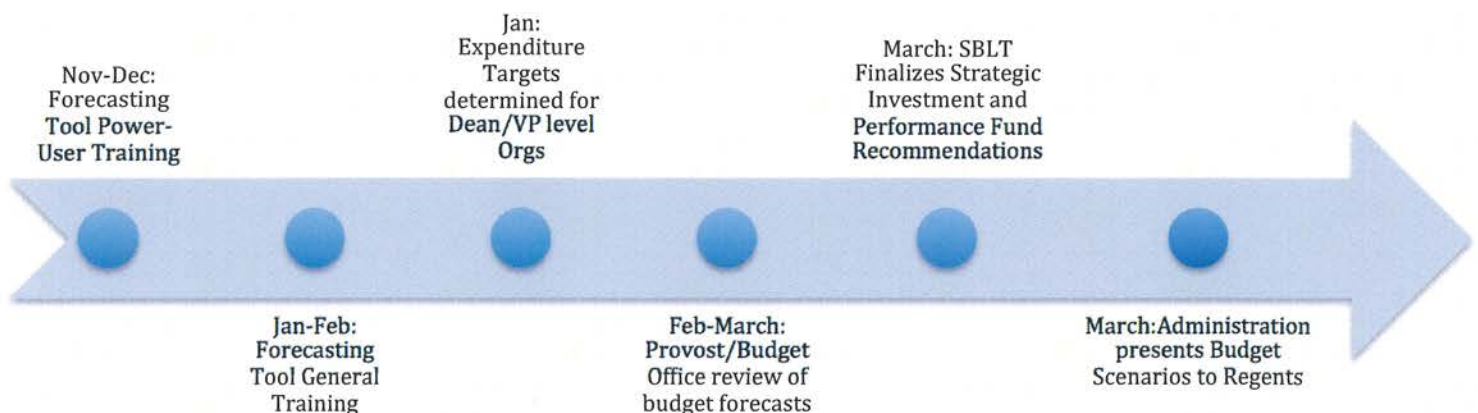 Nov-Dec:
Forecasting
Tool Power-
User Training
Jan-Feb:
Forecasting
Tool General
Training
Jan:
Expenditure
Targets
determined for
Dean/VP level
Orgs
Feb-March:
Provost/Budget
Office review of
budget forecasts
March: SBLT
Finalizes Strategic
Investment and
Performance Fund
Recommendations
March:Administration
presents Budget
Scenarios to Regents